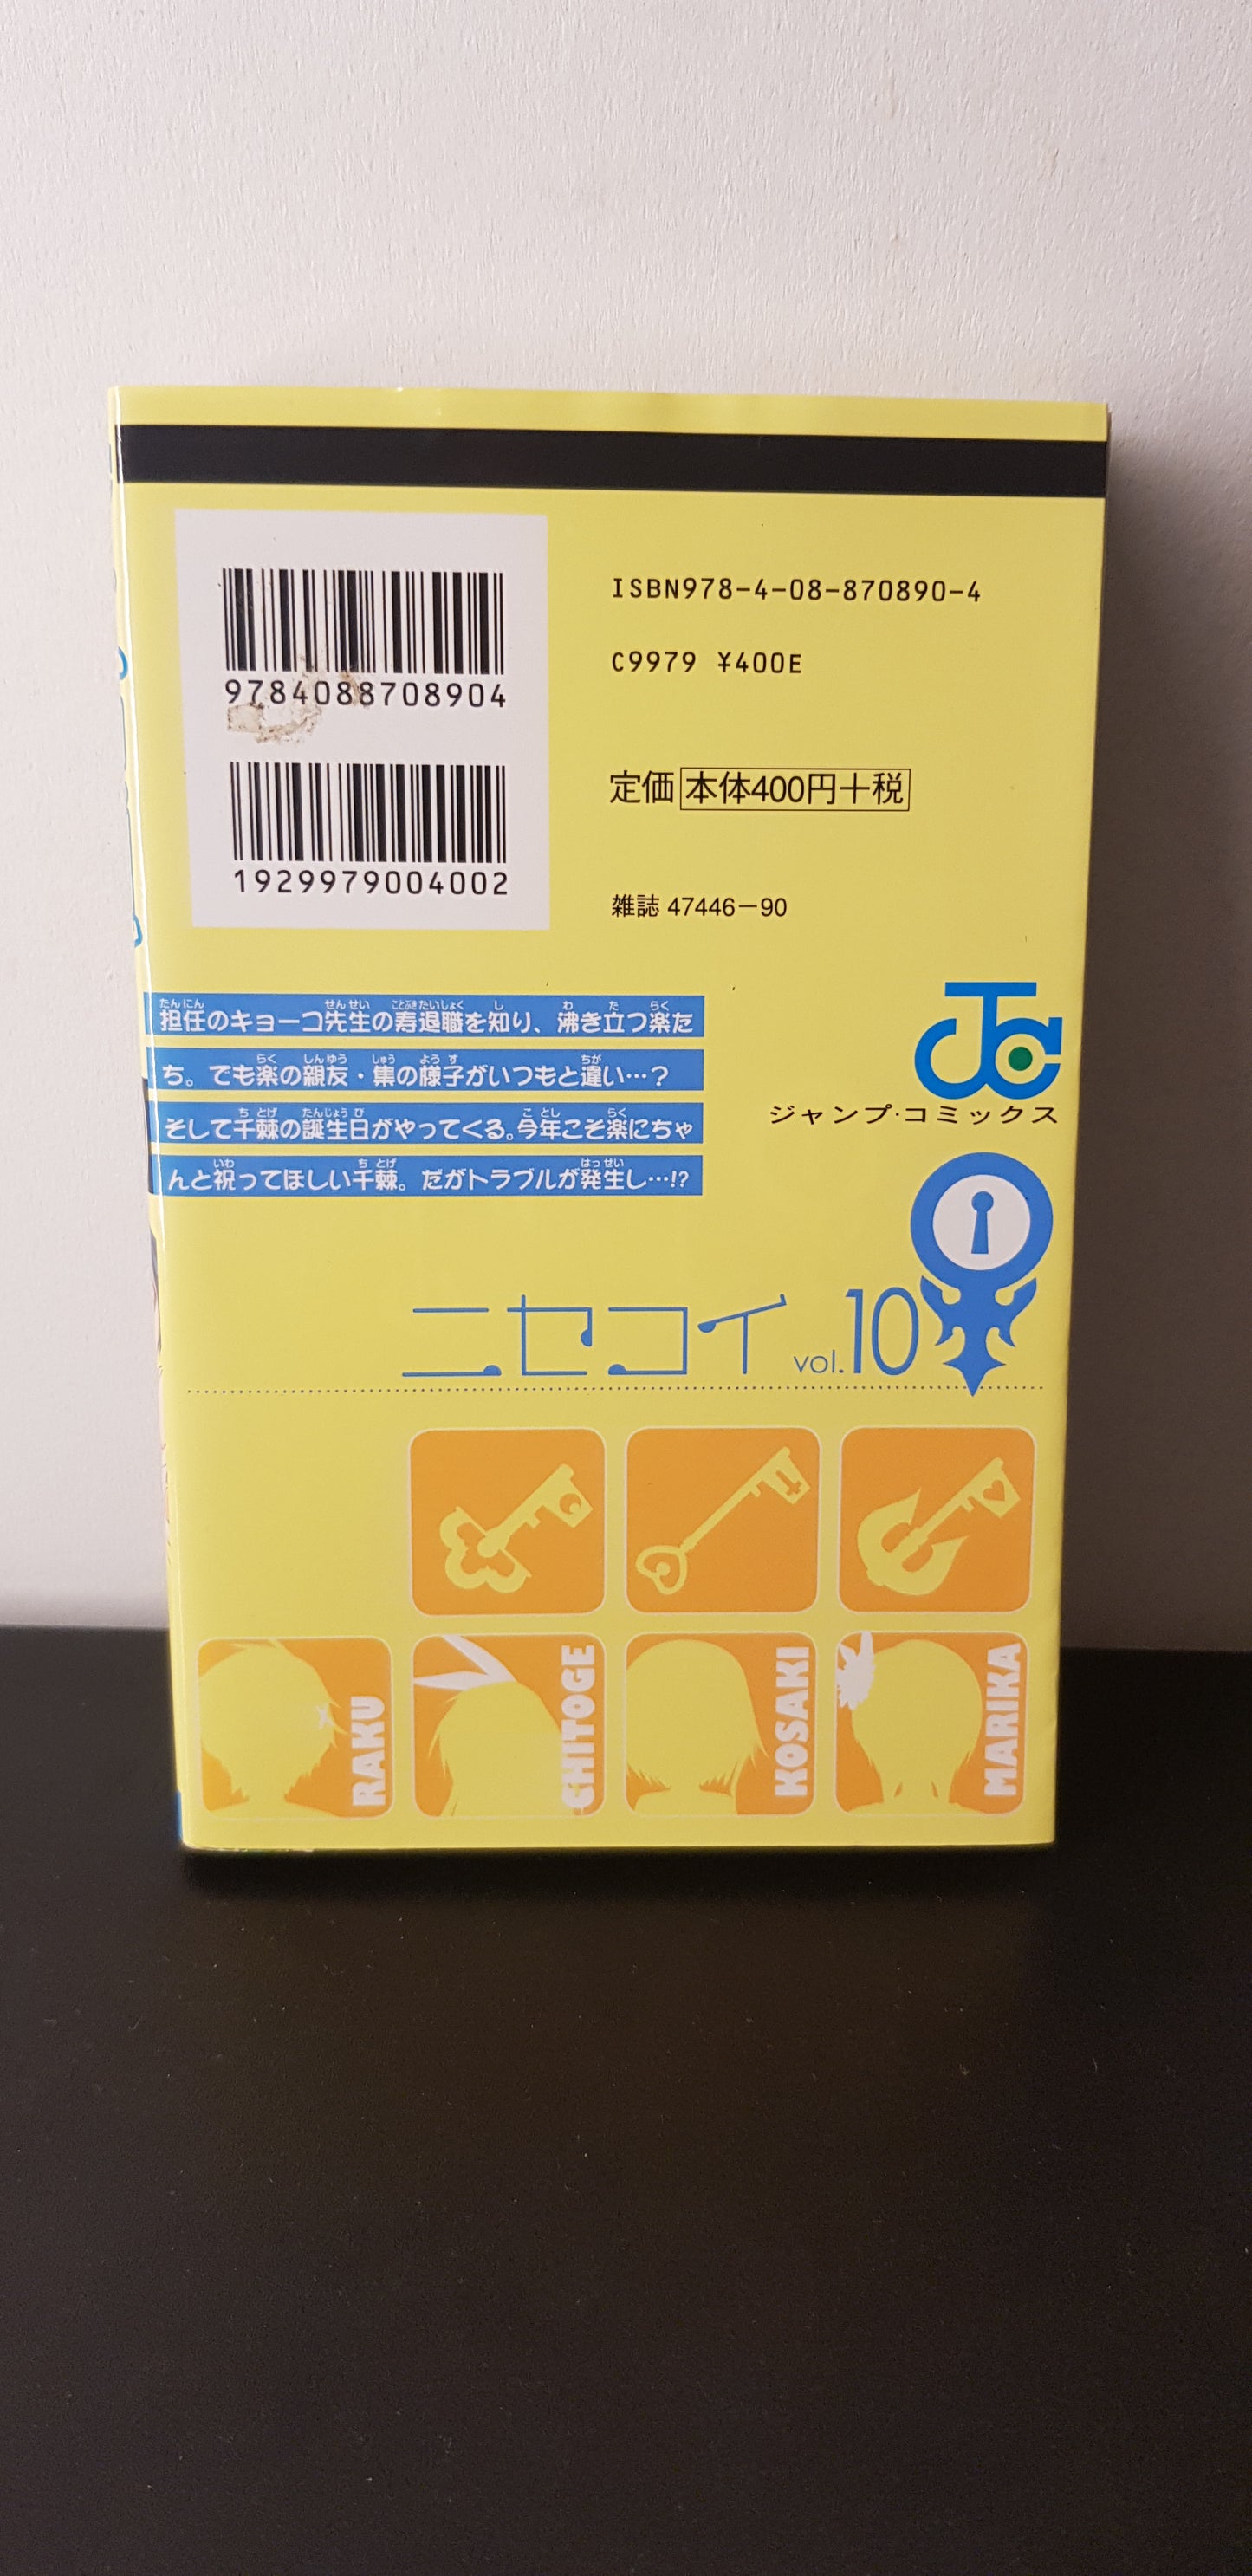 9784088708904
1929979004002
ISBN978-4-08-870890-4
C9979 ¥400E
定価 本体400円+税
雑誌 47446-90
担任のキョーコ先生の寿退職を知り、沸き立つ楽た
ち。でも楽の親友・集の様子がいつもと違い…?
そして千棘の誕生日がやってくる。今年こそ楽にちゃ
んと祝ってほしい千棘。だがトラブルが発生し…!?
JC
ジャンプ・コミックス
ニセコイ vol.10
RAKU
CHITOGE
KOSAKI
MARIKA